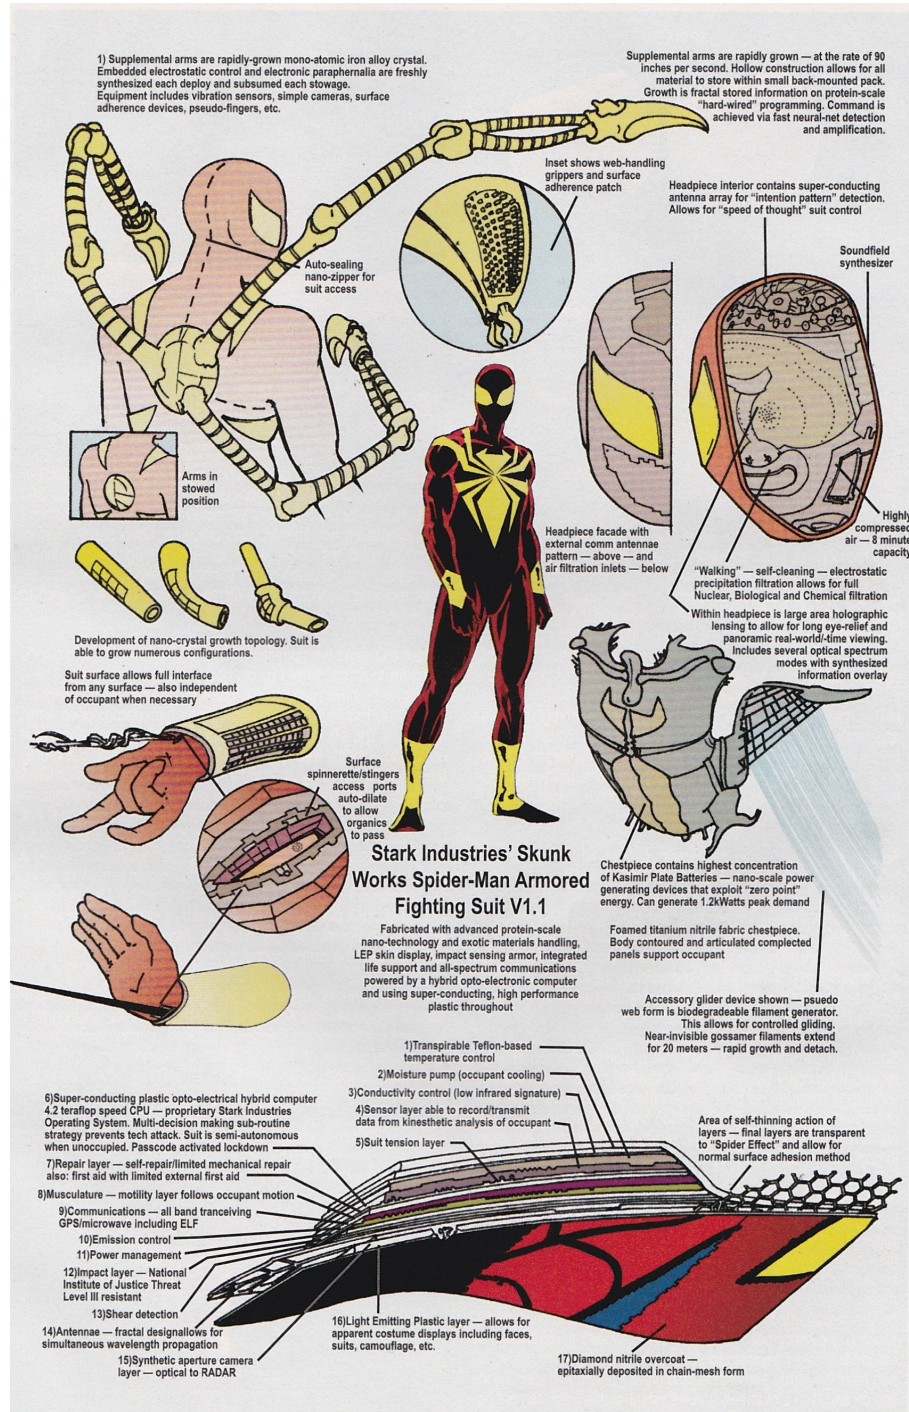 1) Supplemental arms are rapidly-grown mono-atomic iron alloy crystal.
Embedded electrostatic control and electronic paraphernalia are freshly
synthesized each deploy and subsumed each stowage.
Equipment includes vibration sensors, simple cameras, surface
adherence devices, pseudo-fingers, etc.
Supplemental arms are rapidly grown — at the rate of 90
inches per second. Hollow construction allows for all
material to store within small back-mounted pack.
Growth is fractal stored information on protein-scale
"hard-wired" programming. Command is
achieved via fast neural-net detection
and amplification.
Inset shows web-handling
grippers and surface
adherence patch
Headpiece interior contains super-conducting
antenna array for "intention pattern" detection.
Allows for "speed of thought" suit control
Soundfield
synthesizer
Auto-sealing
nano-zipper for
suit access
Arms in
stowed
position
Headpiece facade with
external comm antennae
pattern — above — and
air filtration inlets — below
Highly
compressed
air — 8 minute
capacity
"Walking" — self-cleaning — electrostatic
precipitation filtration allows for full
Nuclear, Biological and Chemical filtration
Within headpiece is large area holographic
lensing to allow for long eye-relief and
panoramic real-world/-time viewing.
Includes several optical spectrum
modes with synthesized
information overlay
Development of nano-crystal growth topology. Suit is
able to grow numerous configurations.
Suit surface allows full interface
from any surface — also independent
of occupant when necessary
Surface
spinnerette/stingers
access ports
auto-dilate
to allow
organics
to pass
Stark Industries' Skunk
Works Spider-Man Armored
Fighting Suit V1.1
Fabricated with advanced protein-scale
nano-technology and exotic materials handling,
LEP skin display, impact sensing armor, integrated
life support and all-spectrum communications
powered by a hybrid opto-electronic computer
and using super-conducting, high performance
plastic throughout
Chestpiece contains highest concentration
of Kasimir Plate Batteries — nano-scale power
generating devices that exploit "zero point"
energy. Can generate 1.2kWatts peak demand
Foamed titanium nitrile fabric chestpiece.
Body contoured and articulated complected
panels support occupant
Accessory glider device shown — psuedo
web form is biodegradeable filament generator.
This allows for controlled gliding.
Near-invisible gossamer filaments extend
for 20 meters — rapid growth and detach.
1)Transpirable Teflon-based
temperature control
2)Moisture pump (occupant cooling)
3)Conductivity control (low infrared signature)
4)Sensor layer able to record/transmit
data from kinesthetic analysis of occupant
5)Suit tension layer
Area of self-thinning action of
layers — final layers are transparent
to "Spider Effect" and allow for
normal surface adhesion method
6)Super-conducting plastic opto-electrical hybrid computer
4.2 teraflop speed CPU — proprietary Stark Industries
Operating System. Multi-decision making sub-routine
strategy prevents tech attack. Suit is semi-autonomous
when unoccupied. Passcode activated lockdown
7)Repair layer — self-repair/limited mechanical repair
also: first aid with limited external first aid
8)Musculature — motility layer follows occupant motion
9)Communications — all band tranceiving
GPS/microwave including ELF
10)Emission control
11)Power management
12)Impact layer — National
Institute of Justice Threat
Level III resistant
13)Shear detection
14)Antennae — fractal designallows for
simultaneous wavelength propagation
15)Synthetic aperture camera
layer — optical to RADAR
16)Light Emitting Plastic layer — allows for
apparent costume displays including faces,
suits, camouflage, etc.
17)Diamond nitrile overcoat —
epitaxially deposited in chain-mesh form